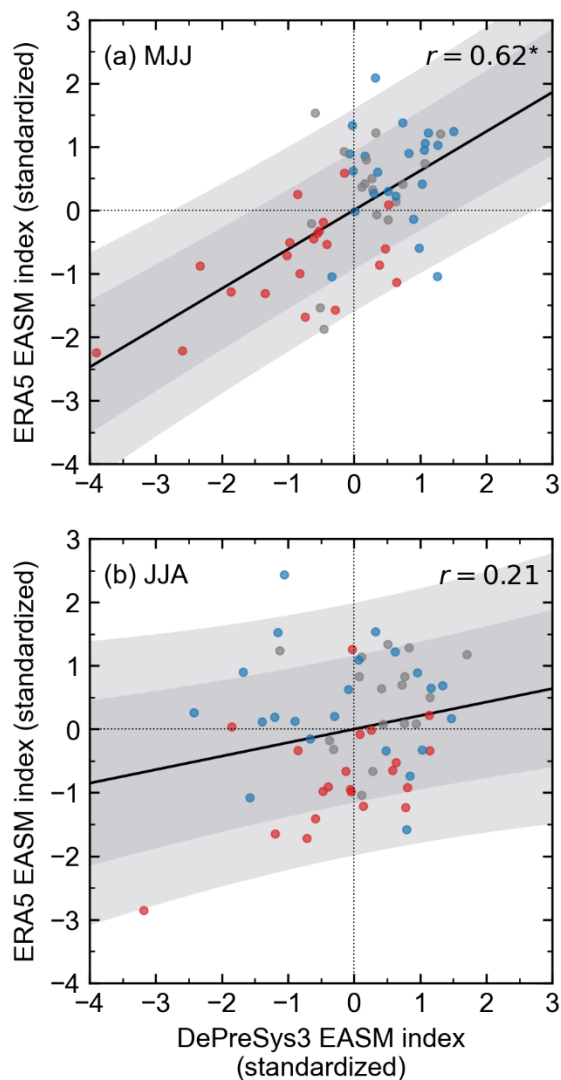 3
(a) MJJ
r = 0.62*
2
1
0
−1
−2
−3
−4
ERA5 EASM index (standardized)
−4 −3 −2 −1 0 1 2 3
3
(b) JJA
r = 0.21
2
1
0
−1
−2
−3
−4
ERA5 EASM index (standardized)
−4 −3 −2 −1 0 1 2 3
DePreSys3 EASM index
(standardized)